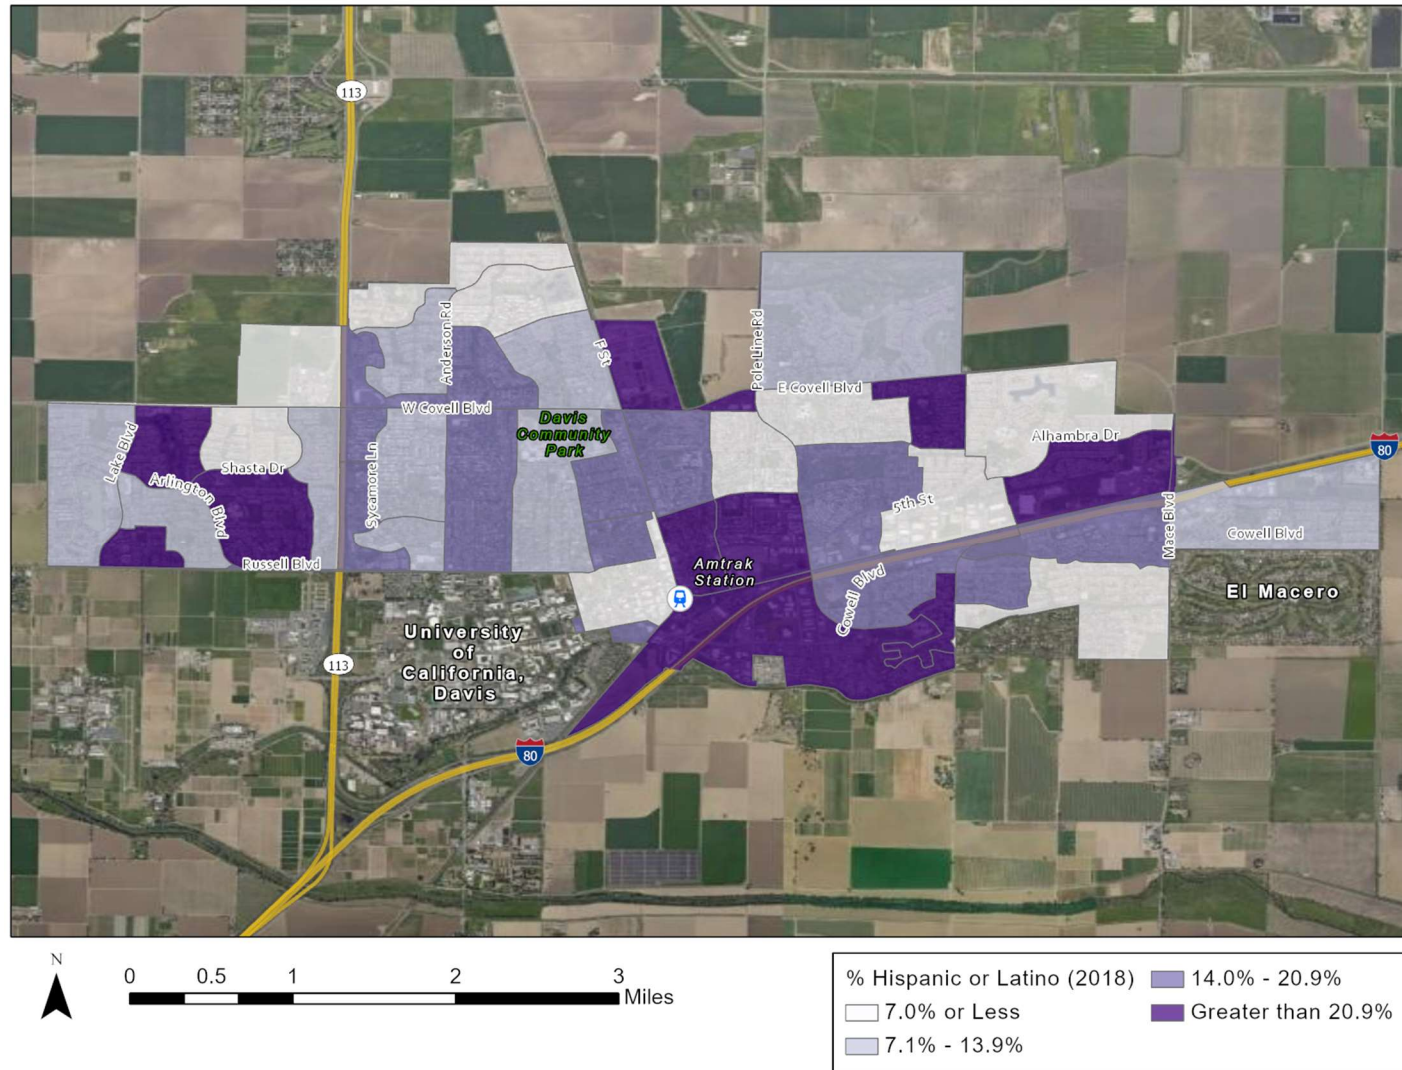 113
Anderson Rd
F St
Pole Line Rd
E Covell Blvd
W Covell Blvd
Davis
Community
Park
Lake Blvd
Shasta Dr
Arlington Blvd
Sycamore Ln
Russell Blvd
Alhambra Dr
80
5th St
Mace Blvd
Cowell Blvd
Amtrak
Station
Cowell Blvd
El Macero
University
of
California,
Davis
113
80
N
0 0.5 1 2 3
Miles
% Hispanic or Latino (2018)
7.0% or Less
7.1% - 13.9%
14.0% - 20.9%
Greater than 20.9%